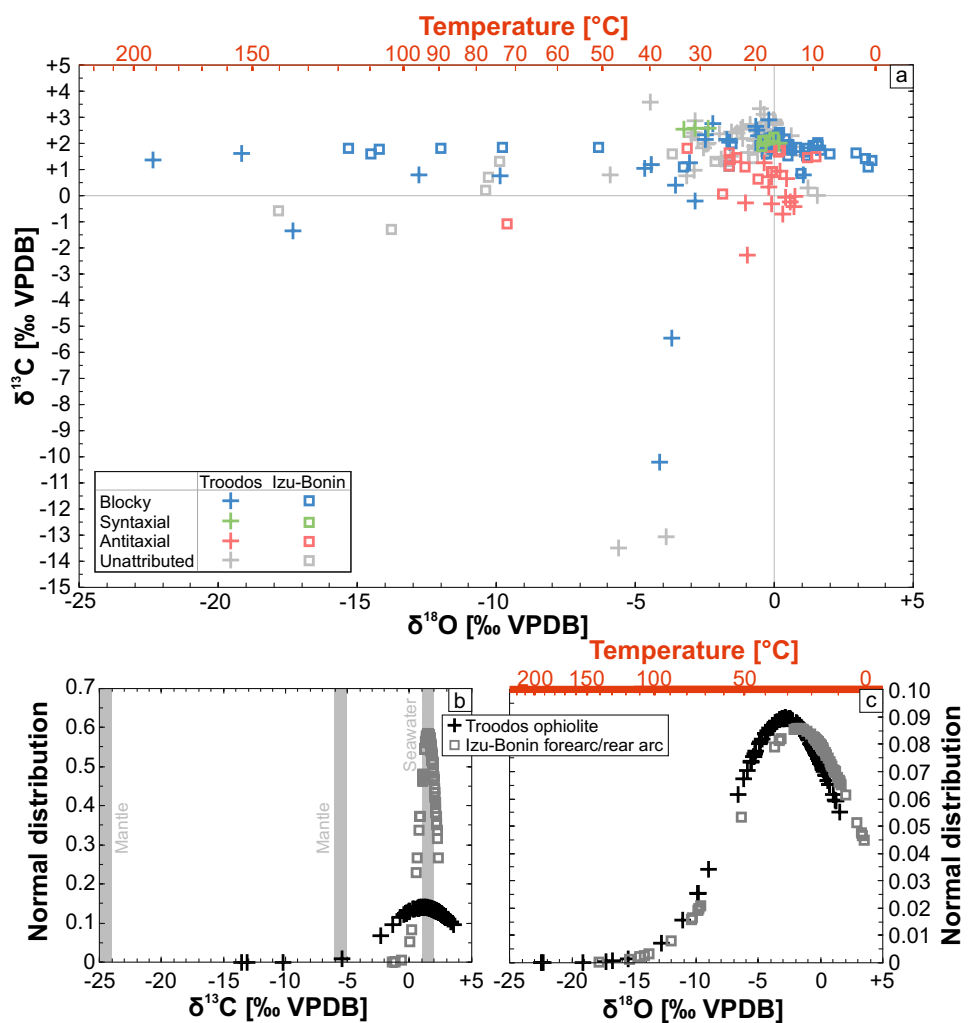 Temperature [°C]
190 150 100 90 80 70 50 40 30 20 10 0
a
+5
+4
+3
+2
+1
0
-1
-2
-3
-4
-5
-6
-7
-8
-9
-10
-11
-12
-13
-14
-15
δ¹³C [‰ VPDB]
Troodos Izu-Bonin
Blocky
Syntaxial
Antitaxial
Unattributed
-25 -20 -15 -10 -5 0 +5
δ¹⁸O [‰ VPDB]
b
Normal distribution
0.7
0.6
0.5
0.4
0.3
0.2
0.1
0
Mantle
Mantle
Seawater
-25 -20 -15 -10 -5 0 +5
δ¹³C [‰ VPDB]
Temperature [°C]
200 150 100 50 0
c
Troodos ophiolite
Izu-Bonin forearc/rear arc
0.10
0.09
0.08
0.07
0.06
0.05
0.04
0.03
0.02
0.01
0.00
Normal distribution
-25 -20 -15 -10 -5 0 +5
δ¹⁸O [‰ VPDB]